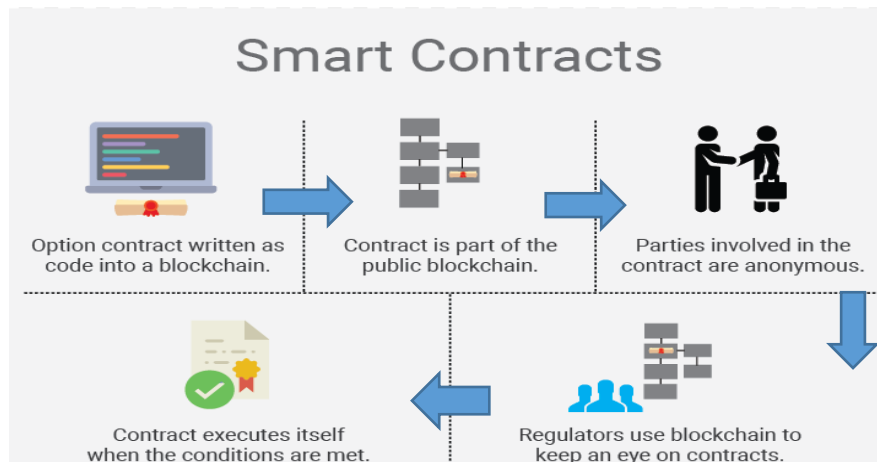 Smart Contracts
Option contract written as
code into a blockchain.
Contract is part of the
public blockchain.
Parties involved in the
contract are anonymous.
Regulators use blockchain to
keep an eye on contracts.
Contract executes itself
when the conditions are met.